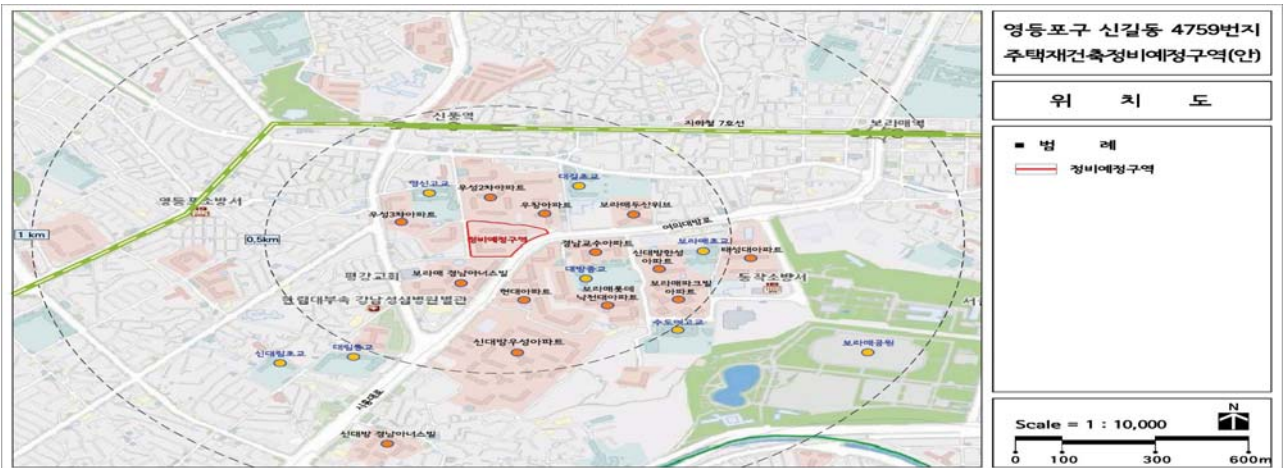 영등포구 신길동 4759번지
주택재건축정비예정구역(안)
위 치 도
범 례
정비예정구역
Scale = 1 : 10,000
N
0 100 300 600m
신풍역
지하철 7호선
보라매역
영등포소방서
1 km
0.5km
영신고교
우성2차아파트
대길초교
우성3차아파트
우창아파트
보라매두산위브
여의대방로
정비예정구역
경남교수아파트
보라매초교
신대방한성
아파트
태성대아파트
평강교회
보라매 경남아너스빌
대방중교
동작소방서
한림대부속 강남성심병원별관
현대아파트
보라매롯데
낙천대아파트
보라매파크빌
아파트
수도여고교
신대방우성아파트
보라매공원
신대림초교
대림중교
시흥대로
신대방 경남아너스빌